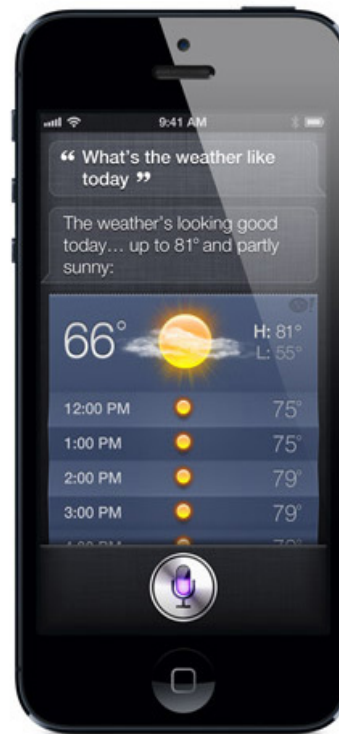 9:41 AM
“ What's the weather like
today ”
The weather's looking good
today... up to 81° and partly
sunny:
66°
H: 81°
L: 55°
12:00 PM 75°
1:00 PM 75°
2:00 PM 79°
3:00 PM 79°